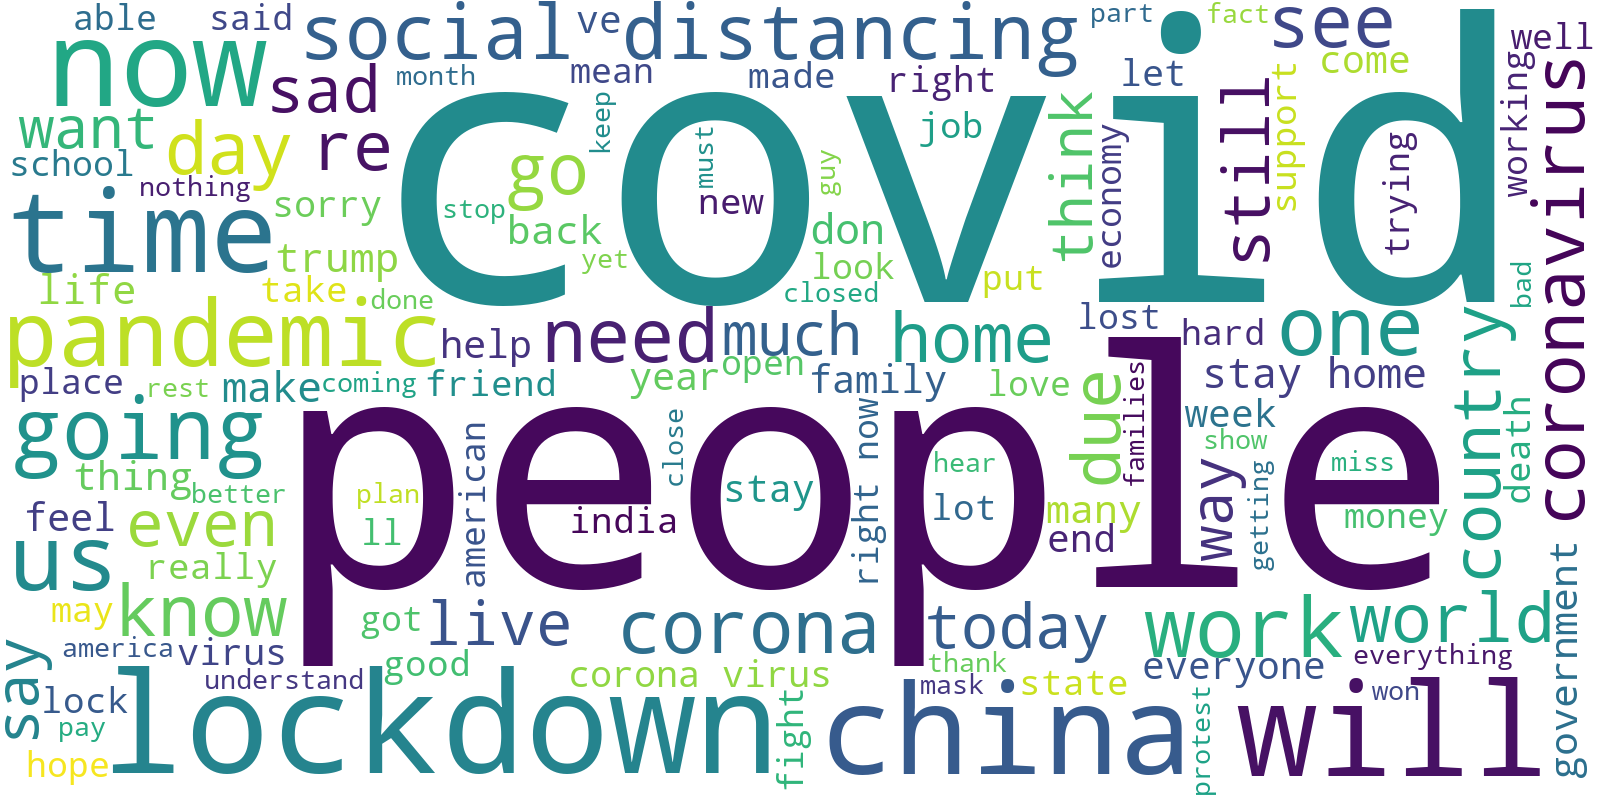 able
said
social
ve
distancing
part
fact
see
well
now
sad
month
mean
made
right
let
come
covid
want
day
re
go
keep
must
guy
job
think
economy
still
support
trying
working
coronavirus
school
nothing
time
sorry
stop
new
back
don
yet
look
trump
life
take
done
closed
put
bad
pandemic
help
need
much
home
lost
hard
one
country
place
rest
make
coming
friend
year
open
family
love
due
families
stay home
week
death
going
people
thing
better
american
close
right now
hear
show
miss
way
getting
feel
even
plan
ll
india
stay
lot
many
end
money
us
really
may
know
got
live
corona
today
work
world
government
america
virus
good
corona virus
thank
everyone
everything
say
lock
understand
mask
state
won
pay
lockdown
fight
china
protest
will
hope